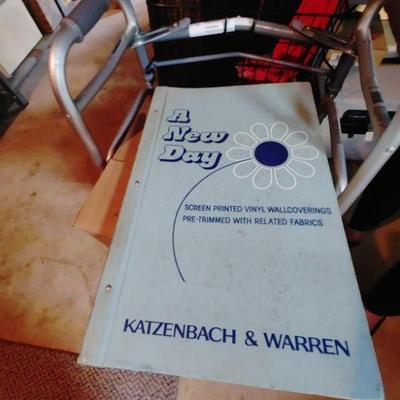 A
New
Day
SCREEN PRINTED VINYL WALLCOVERINGS
PRE-TRIMMED WITH RELATED FABRICS
KATZENBACH & WARREN